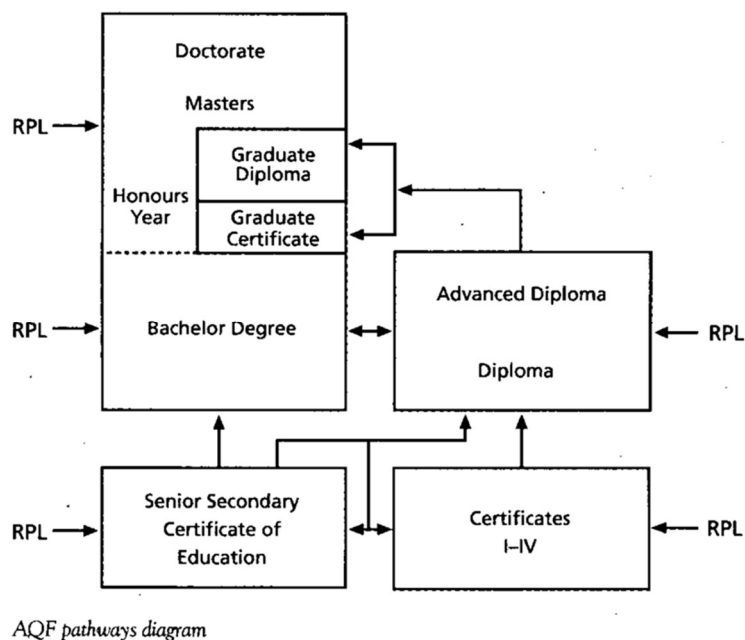 Doctorate
Masters
RPL
Graduate
Diploma
Honours
Year
Graduate
Certificate
Advanced Diploma
RPL
Bachelor Degree
RPL
Diploma
Senior Secondary
Certificate of
Education
RPL
Certificates
I–IV
RPL
AQF pathways diagram